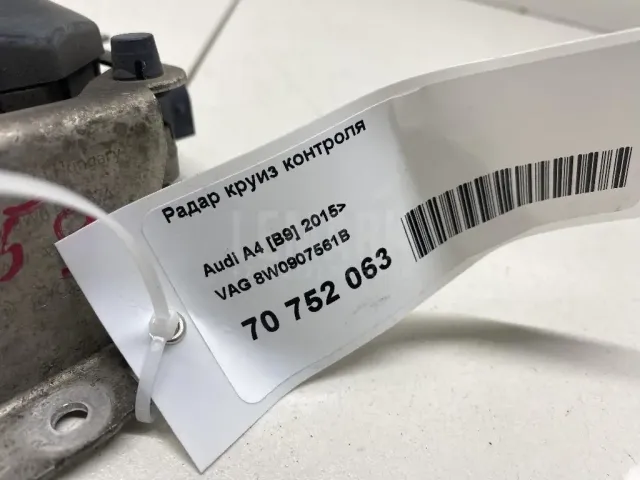 Радар круиз контроля
Audi A4 [B9] 2015>
VAG 8W0907561B
70 752 063